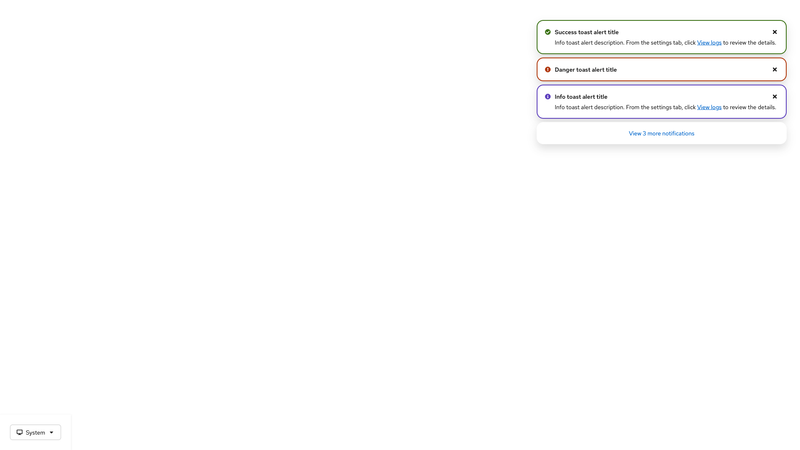 Success toast alert title
Info toast alert description. From the settings tab, click View logs to review the details.
Danger toast alert title
Info toast alert title
Info toast alert description. From the settings tab, click View logs to review the details.
View 3 more notifications
System